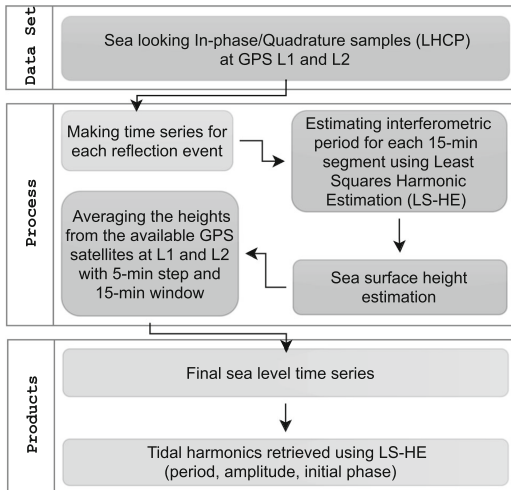 Data Set
Sea looking In-phase/Quadrature samples (LHCP)
at GPS L1 and L2
Process
Making time series for
each reflection event
Estimating interferometric
period for each 15-min
segment using Least
Squares Harmonic
Estimation (LS-HE)
Sea surface height
estimation
Averaging the heights
from the available GPS
satellites at L1 and L2
with 5-min step and
15-min window
Products
Final sea level time series
Tidal harmonics retrieved using LS-HE
(period, amplitude, initial phase)